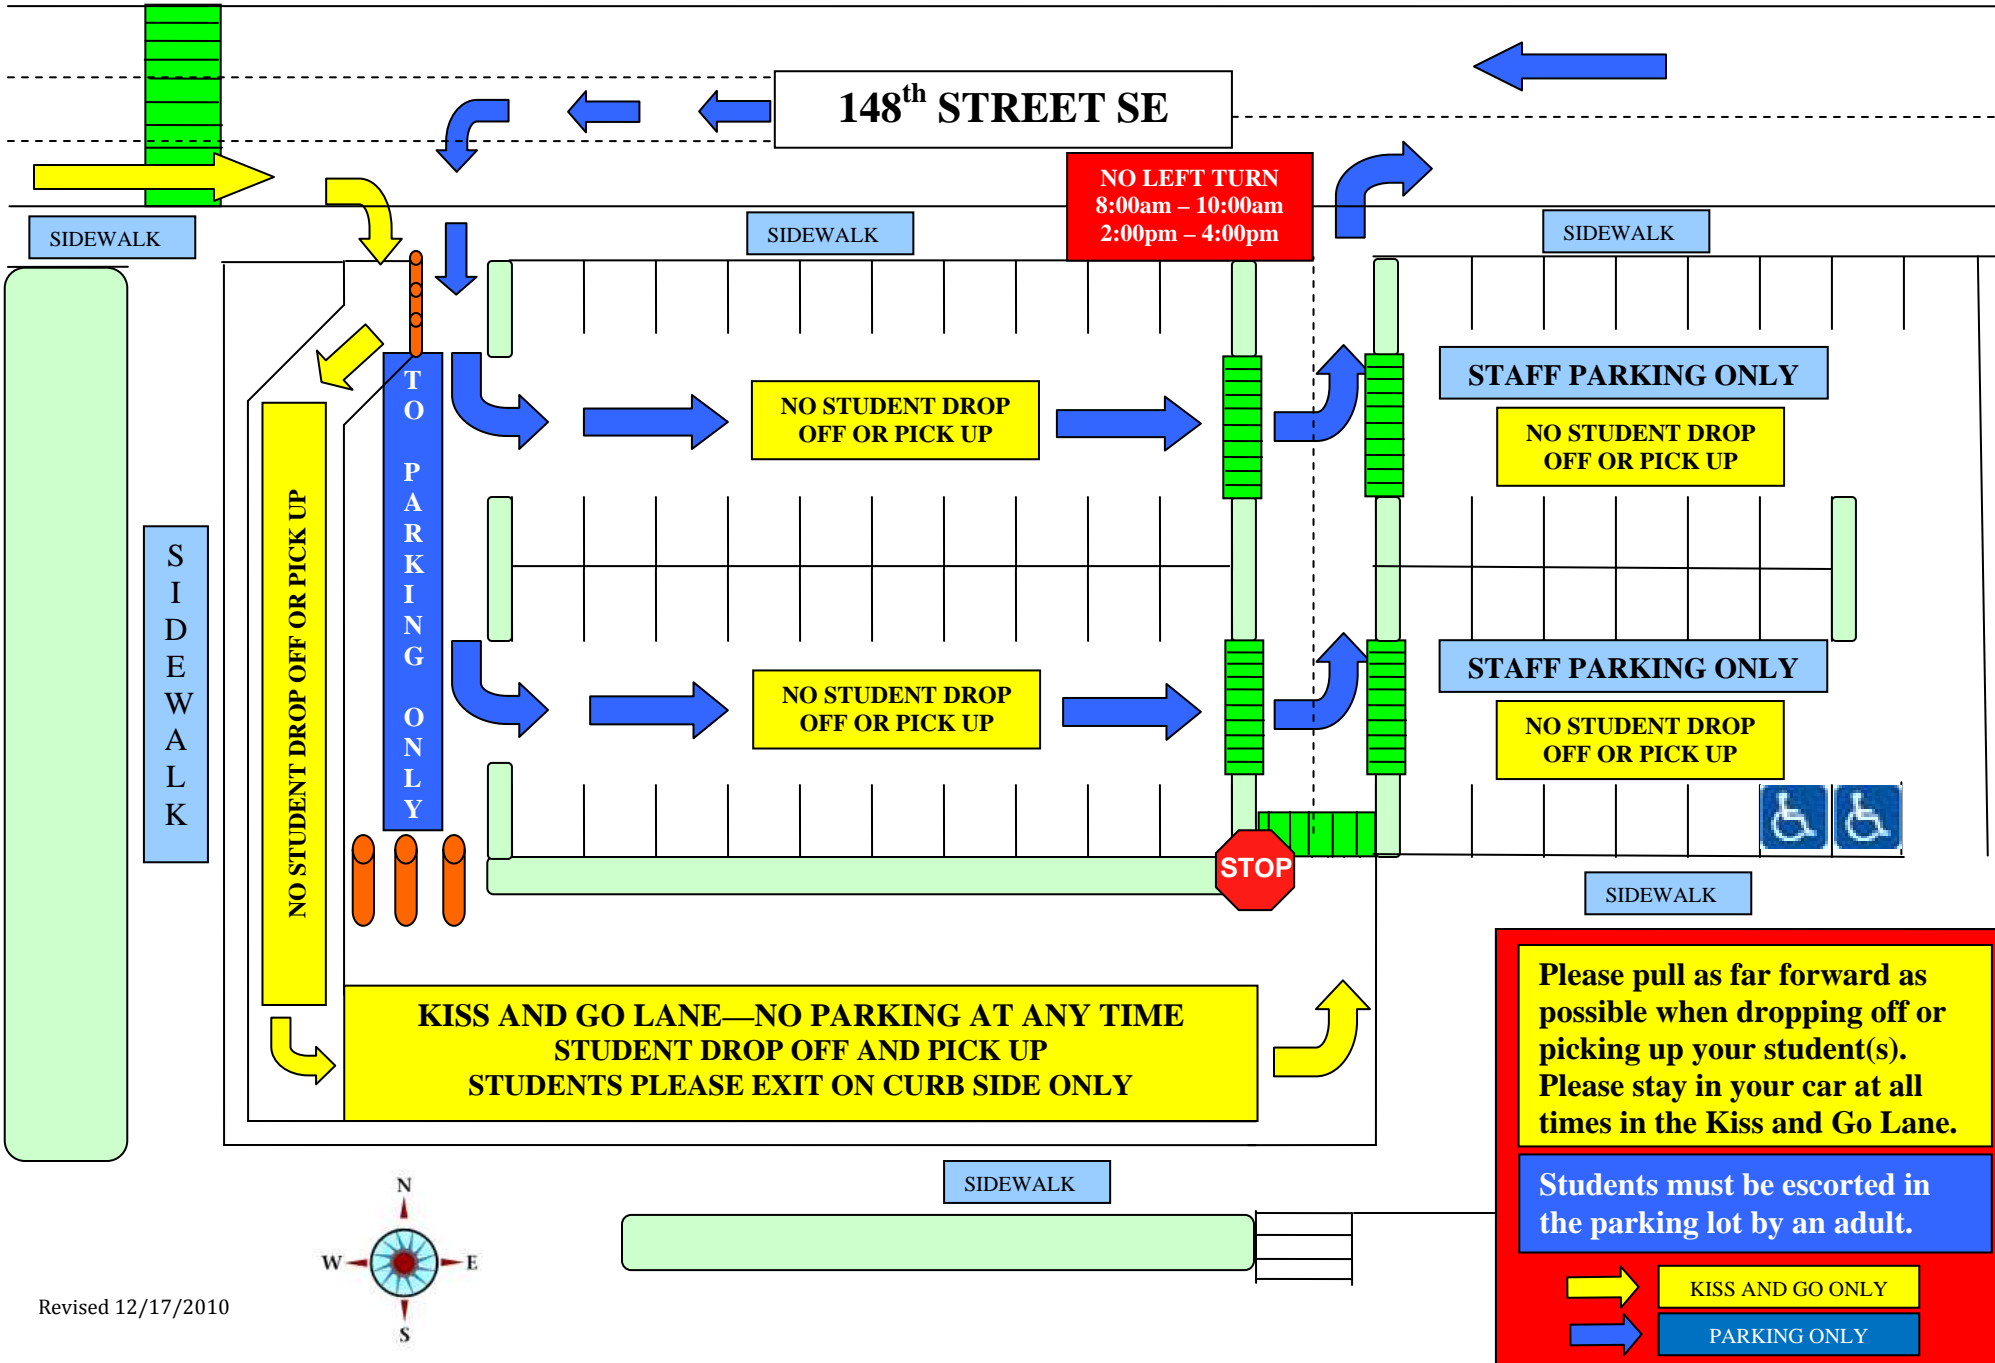 148th STREET SE
NO LEFT TURN
8:00am – 10:00am
2:00pm – 4:00pm
SIDEWALK
SIDEWALK
SIDEWALK
TO PARKING ONLY
NO STUDENT DROP
OFF OR PICK UP
STAFF PARKING ONLY
NO STUDENT DROP
OFF OR PICK UP
SIDEWALK
NO STUDENT DROP OFF OR PICK UP
NO STUDENT DROP
OFF OR PICK UP
STAFF PARKING ONLY
NO STUDENT DROP
OFF OR PICK UP
STOP
SIDEWALK
KISS AND GO LANE—NO PARKING AT ANY TIME
STUDENT DROP OFF AND PICK UP
STUDENTS PLEASE EXIT ON CURB SIDE ONLY
Please pull as far forward as
possible when dropping off or
picking up your student(s).
Please stay in your car at all
times in the Kiss and Go Lane.
SIDEWALK
Students must be escorted in
the parking lot by an adult.
N
W E
S
KISS AND GO ONLY
PARKING ONLY
Revised 12/17/2010